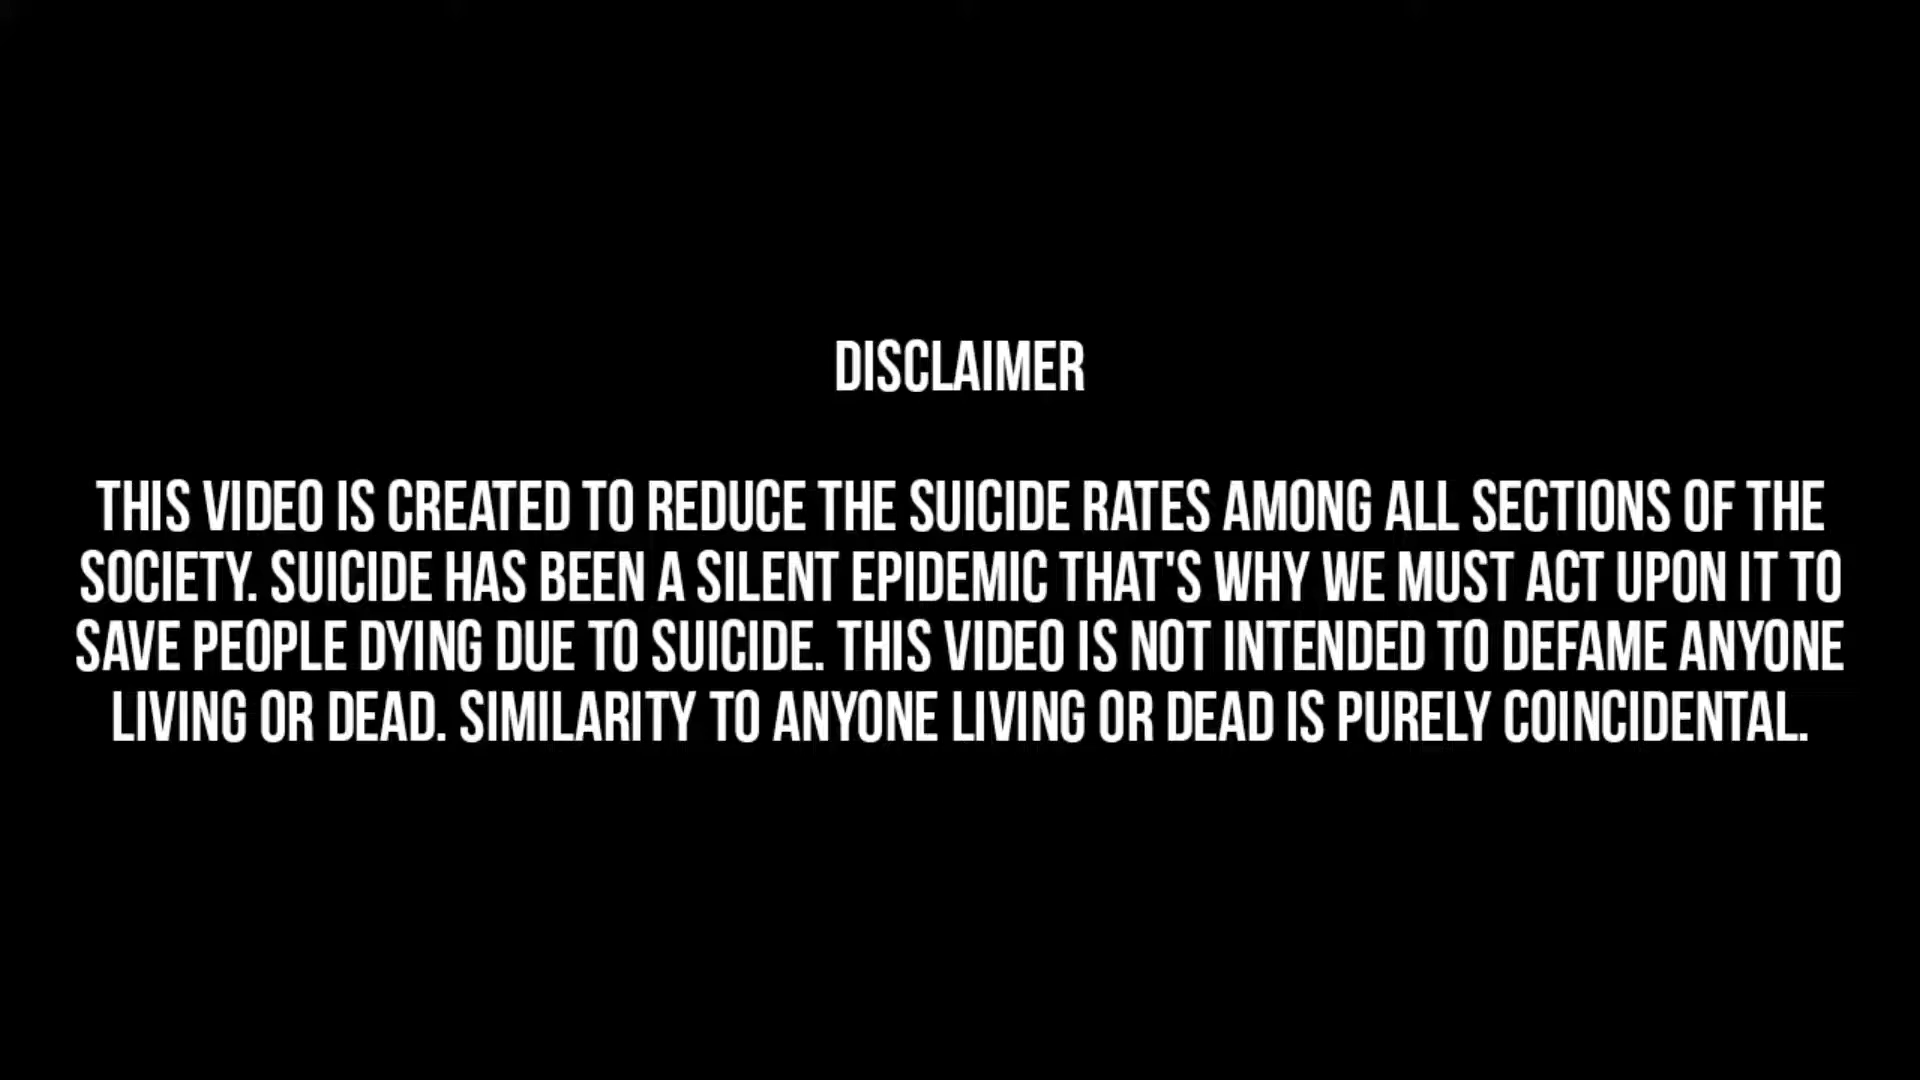 DISCLAIMER
THIS VIDEO IS CREATED TO REDUCE THE SUICIDE RATES AMONG ALL SECTIONS OF THE
SOCIETY. SUICIDE HAS BEEN A SILENT EPIDEMIC THAT'S WHY WE MUST ACT UPON IT TO
SAVE PEOPLE DYING DUE TO SUICIDE. THIS VIDEO IS NOT INTENDED TO DEFAME ANYONE
LIVING OR DEAD. SIMILARITY TO ANYONE LIVING OR DEAD IS PURELY COINCIDENTAL.